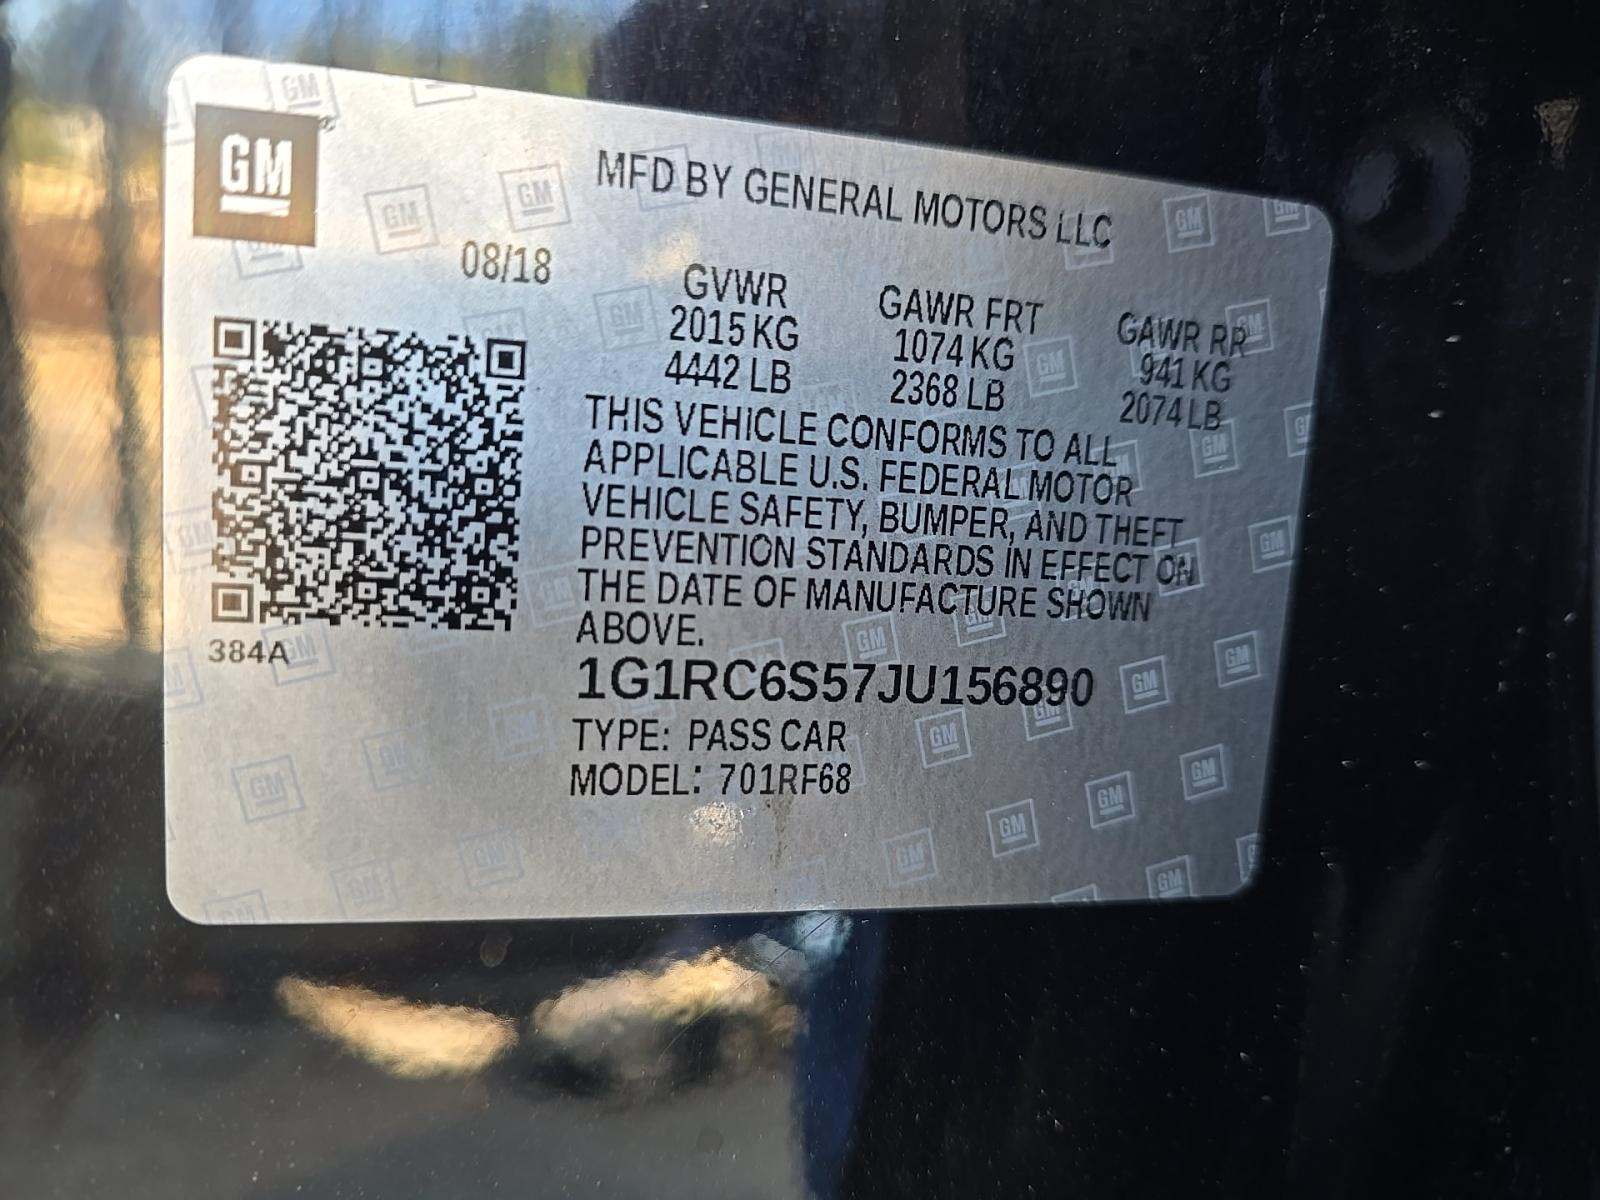 GM
MFD BY GENERAL MOTORS LLC
08/18
GVWR GAWR FRT GAWR RR
2015 KG 1074 KG 941 KG
4442 LB 2368 LB 2074 LB
THIS VEHICLE CONFORMS TO ALL
APPLICABLE U.S. FEDERAL MOTOR
VEHICLE SAFETY, BUMPER, AND THEFT
PREVENTION STANDARDS IN EFFECT ON
THE DATE OF MANUFACTURE SHOWN
ABOVE.
384A
1G1RC6S57JU156890
TYPE: PASS CAR
MODEL: 701RF68